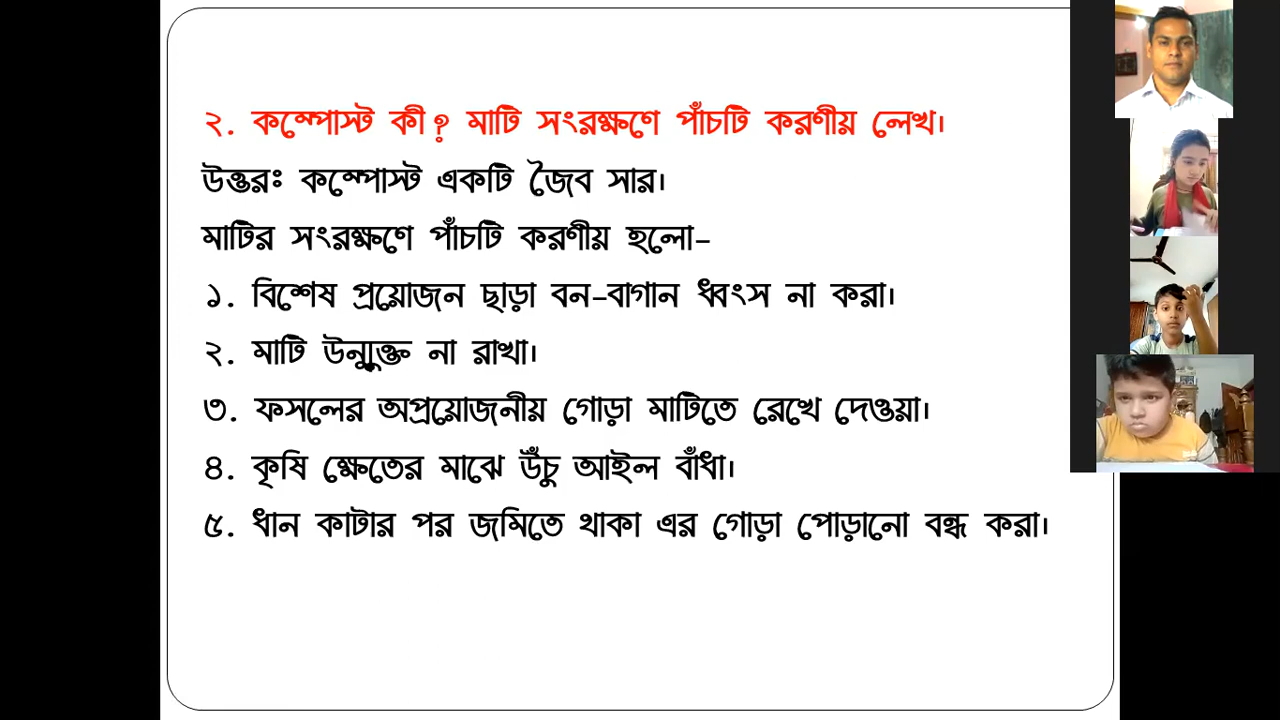 ২. কম্পোস্ট কী? মাটি সংরক্ষণে পাঁচটি করণীয় লেখ।
উত্তরঃ কম্পোস্ট একটি জৈব সার।
মাটির সংরক্ষণে পাঁচটি করণীয় হলো-
১. বিশেষ প্রয়োজন ছাড়া বন-বাগান ধ্বংস না করা।
২. মাটি উন্মুক্ত না রাখা।
৩. ফসলের অপ্রয়োজনীয় গোড়া মাটিতে রেখে দেওয়া।
৪. কৃষি ক্ষেতের মাঝে উঁচু আইল বাঁধা।
৫. ধান কাটার পর জমিতে থাকা এর গোড়া পোড়ানো বন্ধ করা।